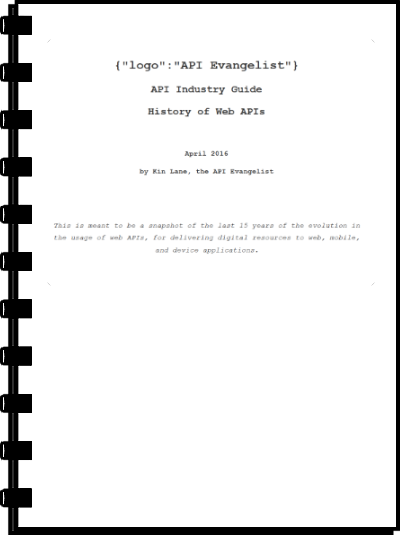 {"logo":"API Evangelist"}
API Industry Guide
History of Web APIs
April 2016
by Kin Lane, the API Evangelist
This is meant to be a snapshot of the last 15 years of the evolution in
the usage of web APIs, for delivering digital resources to web, mobile,
and device applications.